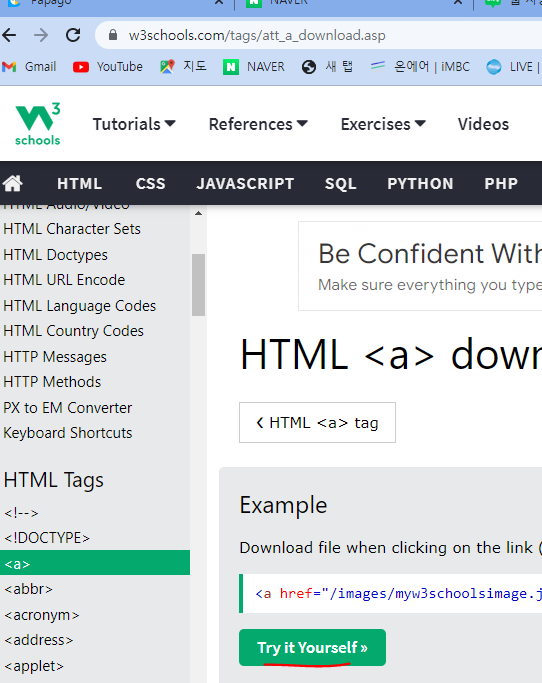 Papago
NAVER
w3schools.com/tags/att_a_download.asp
Gmail YouTube 지도 NAVER 새 탭 온에어 | iMBC LIVE |
3
schools
Tutorials References Exercises Videos
HTML CSS JAVASCRIPT SQL PYTHON PHP
HTML Audio/Video
HTML Character Sets
HTML Doctypes
HTML URL Encode
HTML Language Codes
HTML Country Codes
HTTP Messages
HTTP Methods
PX to EM Converter
Keyboard Shortcuts
HTML Tags
<!-->
<!DOCTYPE>
<a>
<abbr>
<acronym>
<address>
<applet>
Be Confident With
Make sure everything you type
HTML <a> down
❮ HTML <a> tag
Example
Download file when clicking on the link (
<a href="/images/myw3schoolsimage.j
Try it Yourself »